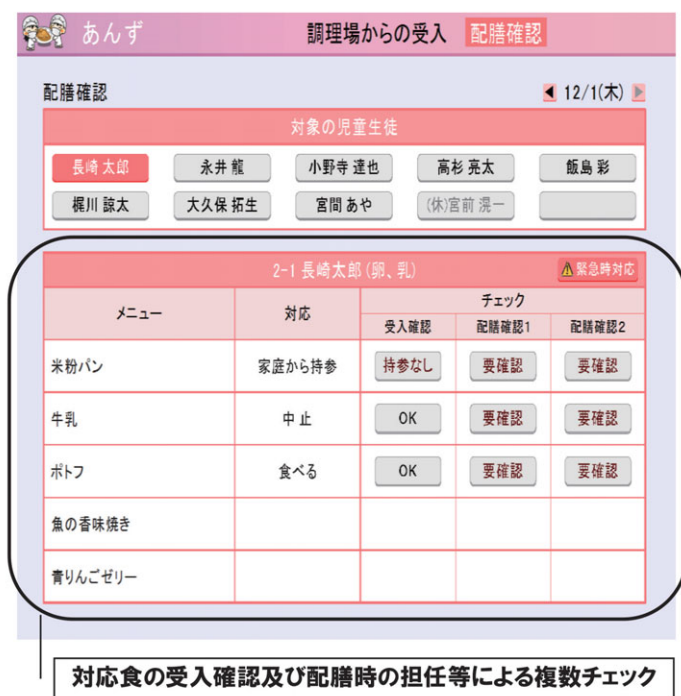 あんず 調理場からの受入 配膳確認
配膳確認 ◀ 12/1(木) ▶
対象の児童生徒
長崎 太郎 永井 龍 小野寺 達也 高杉 亮太 飯島 彩
梶川 諒太 大久保 拓生 宮間 あや (休)宮前 滉一
2-1 長崎太郎 (卵、乳) 緊急時対応
メニュー 対応 チェック
受入確認 配膳確認1 配膳確認2
米粉パン 家庭から持参 持参なし 要確認 要確認
牛乳 中止 OK 要確認 要確認
ポトフ 食べる OK 要確認 要確認
魚の香味焼き
青りんごゼリー
対応食の受入確認及び配膳時の担任等による複数チェック